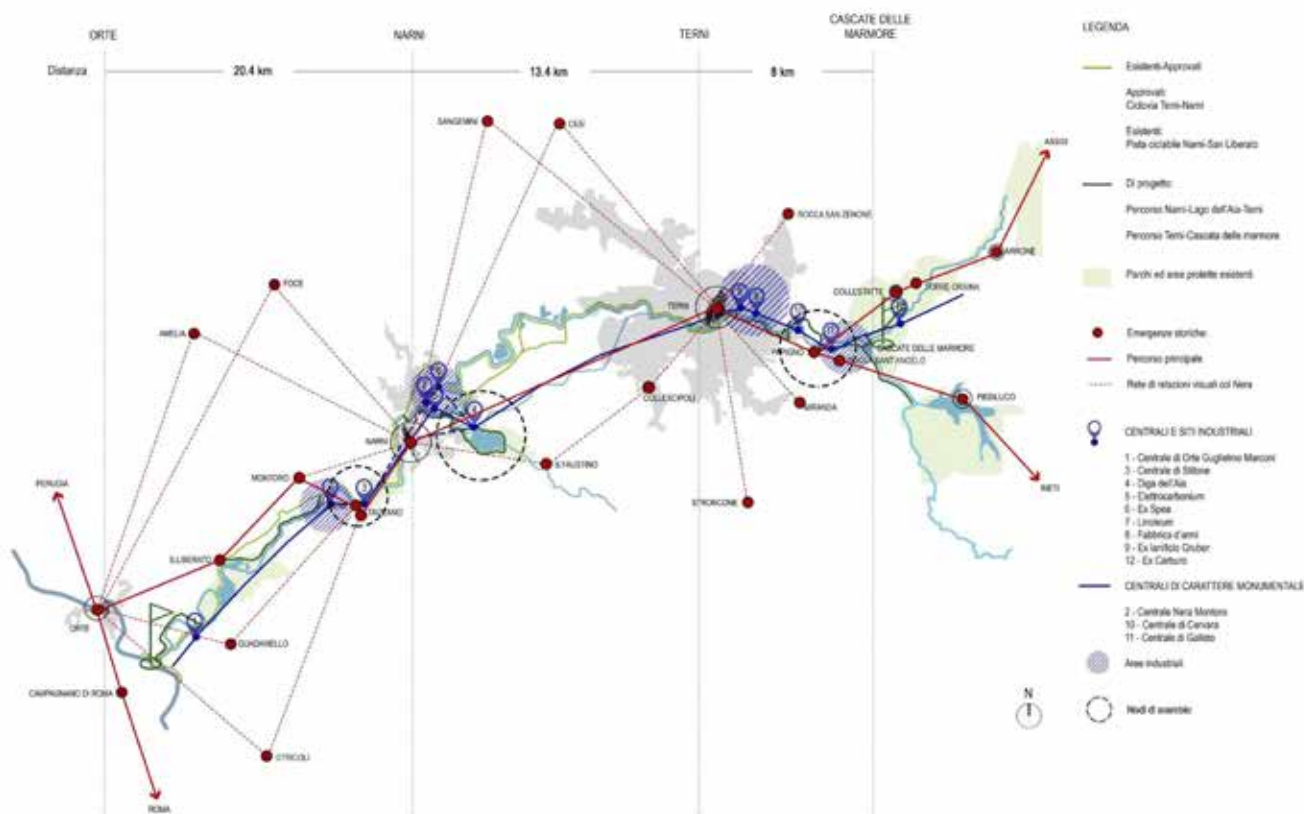 ORTE
NARNI
TERNI
CASCATE DELLE
MARMORE
Distanza
20.4 km
13.4 km
8 km
SANGEMINI
CESI
ASSISI
ROCCA SAN ZENONE
FOCE
ARRONE
COLLESTATTE
TORRE ORSINA
AMELIA
TERNI
CASCATE DELLE MARMORE
PAPIGNO
ROCCA SANT'ANGELO
PIEDILUCO
COLLESCIPOLI
MIRANDA
NARNI
S.FAUSTINO
MONTORO
RIETI
PERUGIA
STRONCONE
TAIZZANO
S.LIBERATO
ORTE
GUADAMELLO
CAMPAGNANO DI ROMA
OTRICOLI
ROMA
LEGENDA
Esistenti-Approvati
Approvati:
Ciclovia Terni-Narni
Esistenti:
Pista ciclabile Narni-San Liberato
Di progetto:
Percorso Narni-Lago dell'Aia-Terni
Percorso Terni-Cascata delle marmore
Parchi ed aree protette esistenti
Emergenze storiche
Percorso principale
Rete di relazioni visuali col Nera
CENTRALI E SITI INDUSTRIALI
1 - Centrale di Orte Guglielmo Marconi
3 - Centrale di Stifone
4 - Diga dell'Aia
5 - Elettrocarbonium
6 - Ex Spea
7 - Linoleum
8 - Fabbrica d'armi
9 - Ex lanificio Gruber
12 - Ex Carburo
CENTRALI DI CARATTERE MONUMENTALE
2 - Centrale Nera Montoro
10 - Centrale di Cervara
11 - Centrale di Galleto
Aree industriali
Nodi di scambio
N